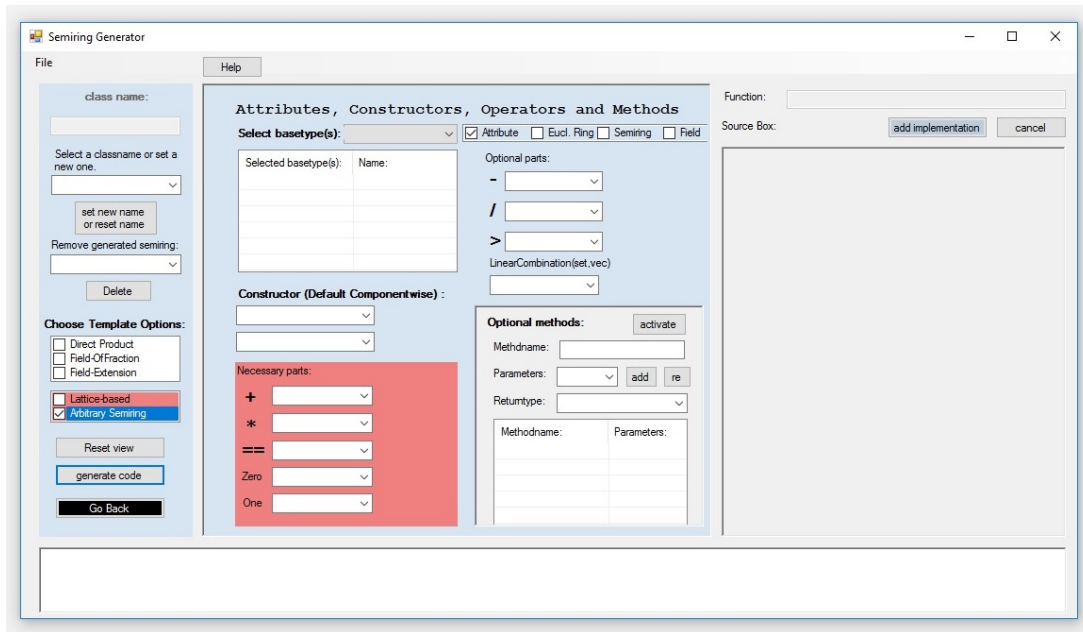 Semiring Generator
File
Help
class name:
Select a classname or set a
new one.
set new name
or reset name
Remove generated semiring:
Delete
Choose Template Options:
Direct Product
Field-OfFraction
Field-Extension
Lattice-based
Arbitrary Semiring
Reset view
generate code
Go Back
Attributes, Constructors, Operators and Methods
Select basetype(s):
Attribute
Eucl. Ring
Semiring
Field
Selected basetype(s): Name:
Optional parts:
-
/
>
LinearCombination(set,vec)
Constructor (Default Componentwise) :
Necessary parts:
+
*
==
Zero
One
Optional methods:
activate
Methdname:
Parameters:
add
re
Returntype:
Methodname: Parameters:
Function:
Source Box:
add implementation
cancel